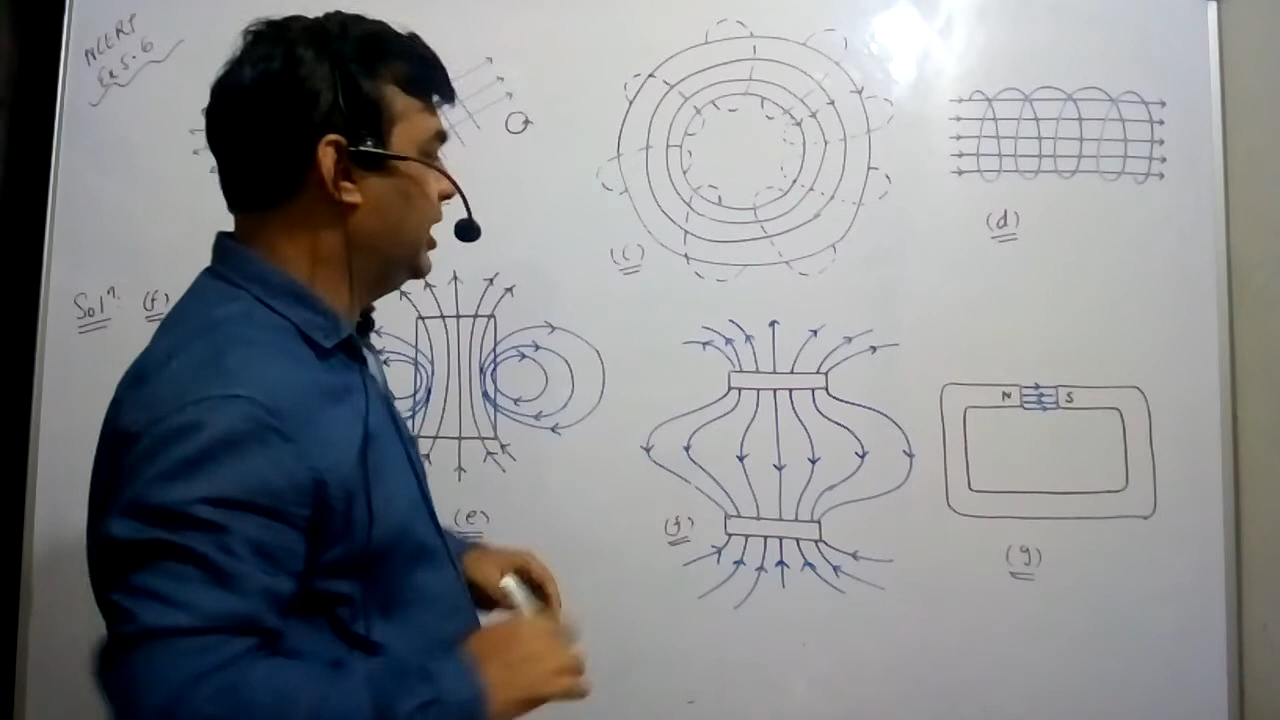 NCERT
Ex 5.6
(c)
(d)
Solⁿ: (f)
N S
(e)
(f)
(g)